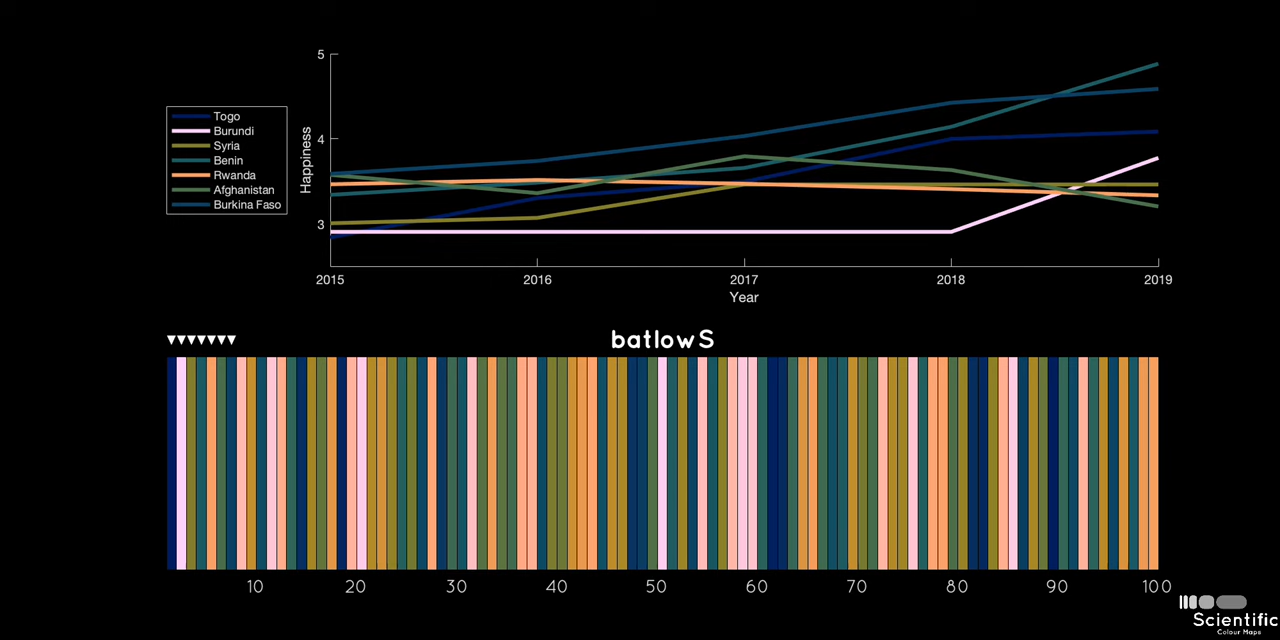 5
4
3
Happiness
Togo
Burundi
Syria
Benin
Rwanda
Afghanistan
Burkina Faso
2015 2016 2017 2018 2019
Year
batlowS
10 20 30 40 50 60 70 80 90 100
Scientific
Colour Maps